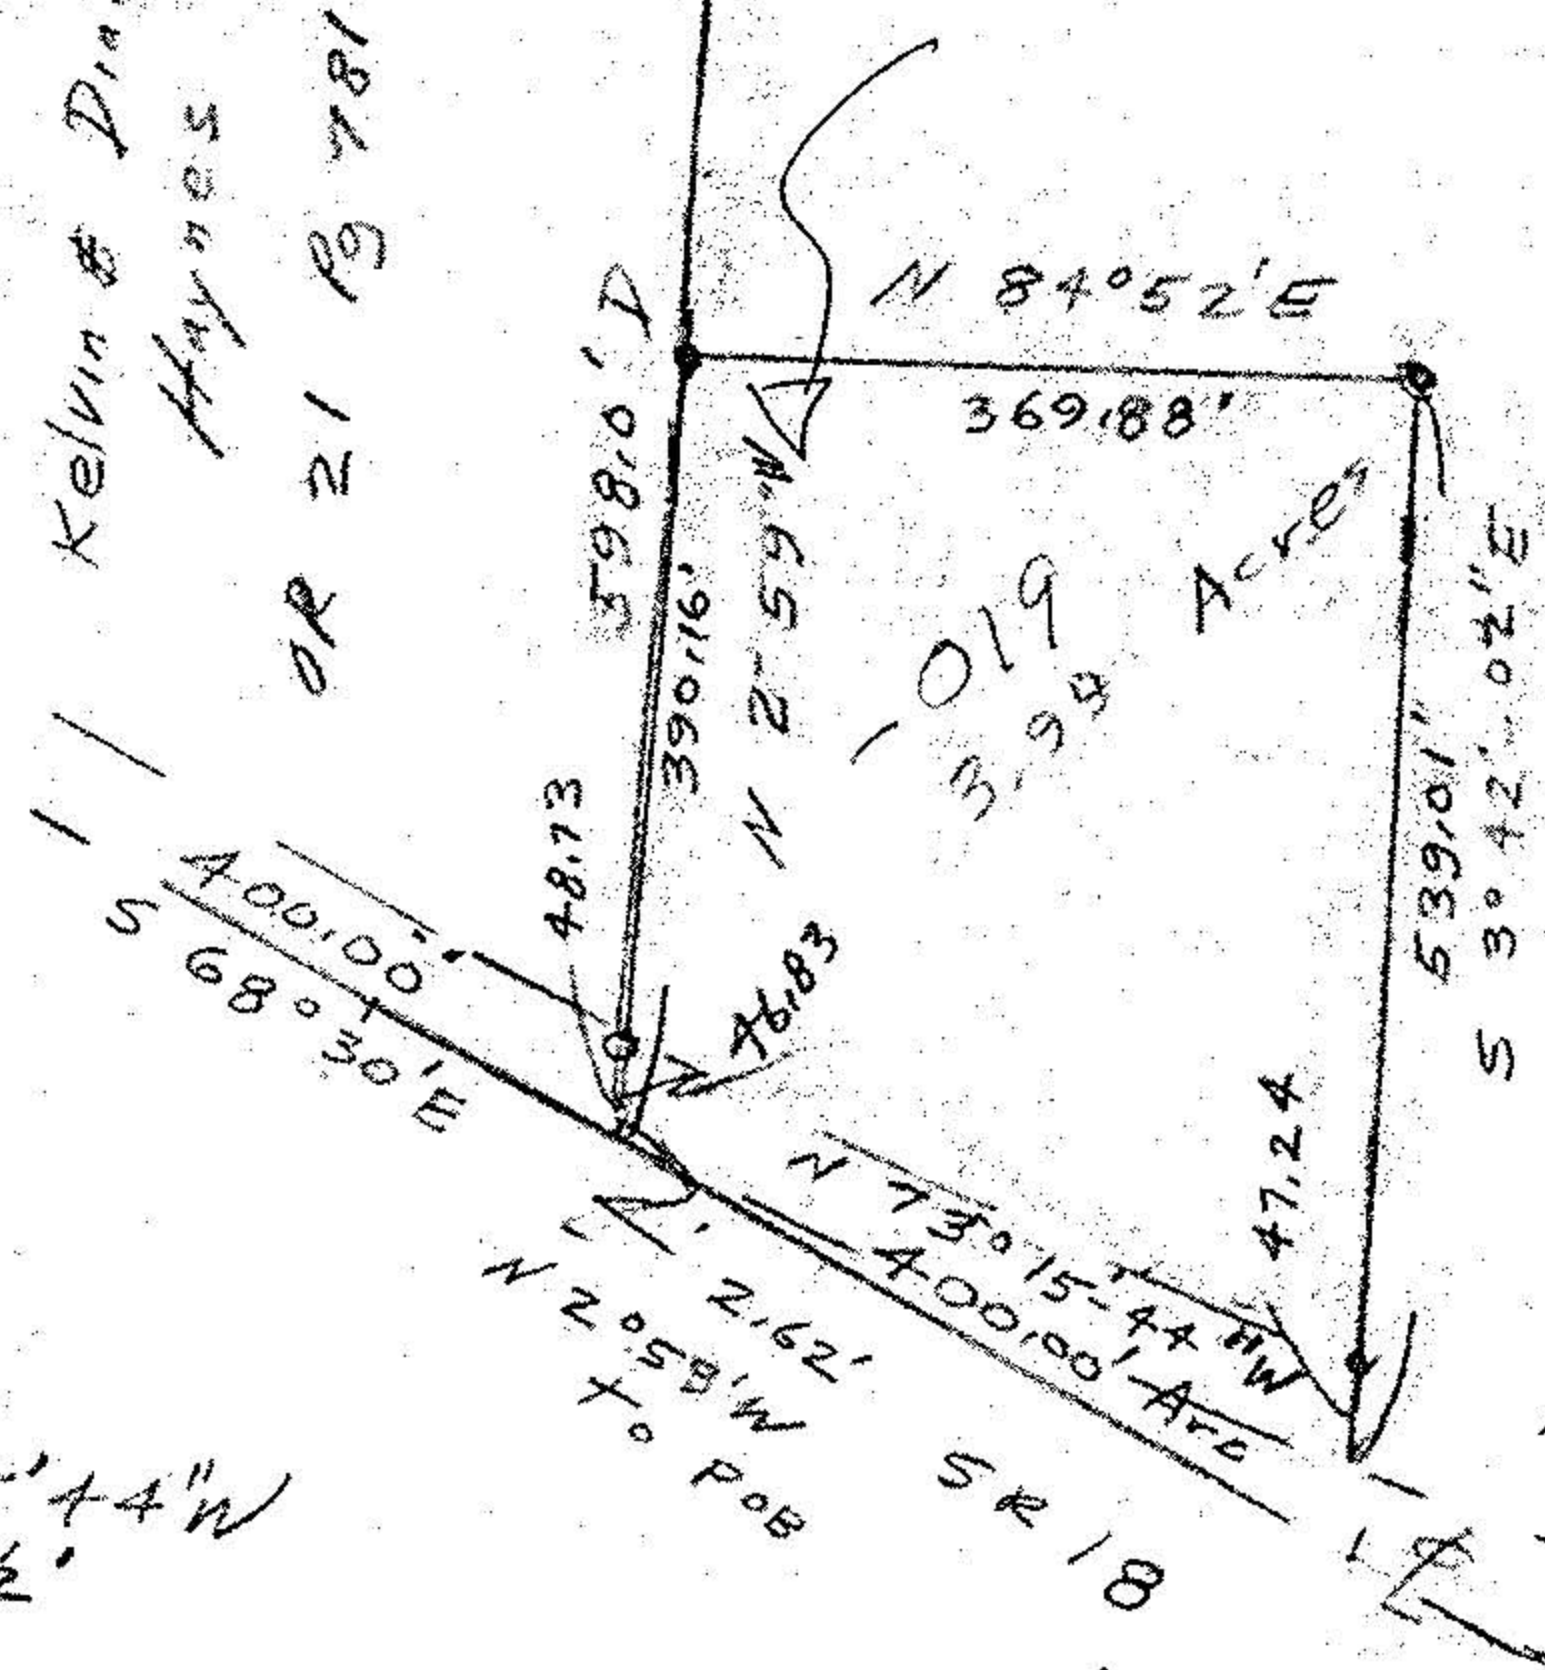 Kelvin &
Haynes
OR 21 Pg 781
N 84°52'E
369.88'
598.0' D
390.16'
N 2-59"W
-019
3.94 Acres
539.01"
S 3°42'-02"E
48.73
46.83
47.24
400.00'
S 68°30'E
N 73°15-44"W
400.00' Arc
2.62'
N 2°58'W
To
POB
SR 18
'44"W